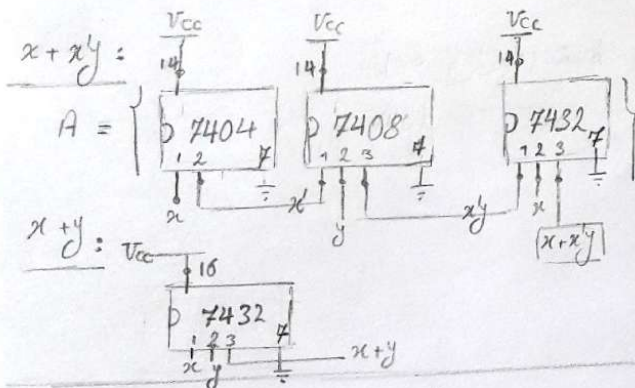 Vcc Vcc Vcc
x + x'y :
14 14 14
A = { 7404 7408 7432 }
1 2 7 1 2 3 7 1 2 3 7
x x' y x'y x
x+x'y
x + y :
Vcc
16
7432
1 2 3 7
x y x+y